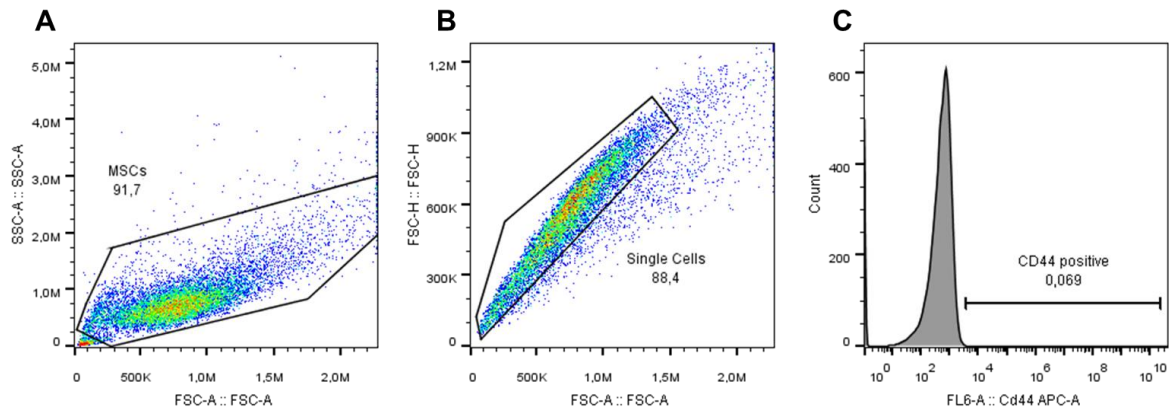 A
B
C
5,0M
4,0M
3,0M
2,0M
1,0M
0
SSC-A :: SSC-A
MSCs
91,7
0
500K
1,0M
1,5M
2,0M
FSC-A :: FSC-A
1,2M
900K
600K
300K
0
FSC-H :: FSC-H
Single Cells
88,4
0
500K
1,0M
1,5M
2,0M
FSC-A :: FSC-A
600
400
200
0
Count
CD44 positive
0,069
10^0
0
10^2
10^4
10^6
10^8
10^10
FL6-A :: Cd44 APC-A